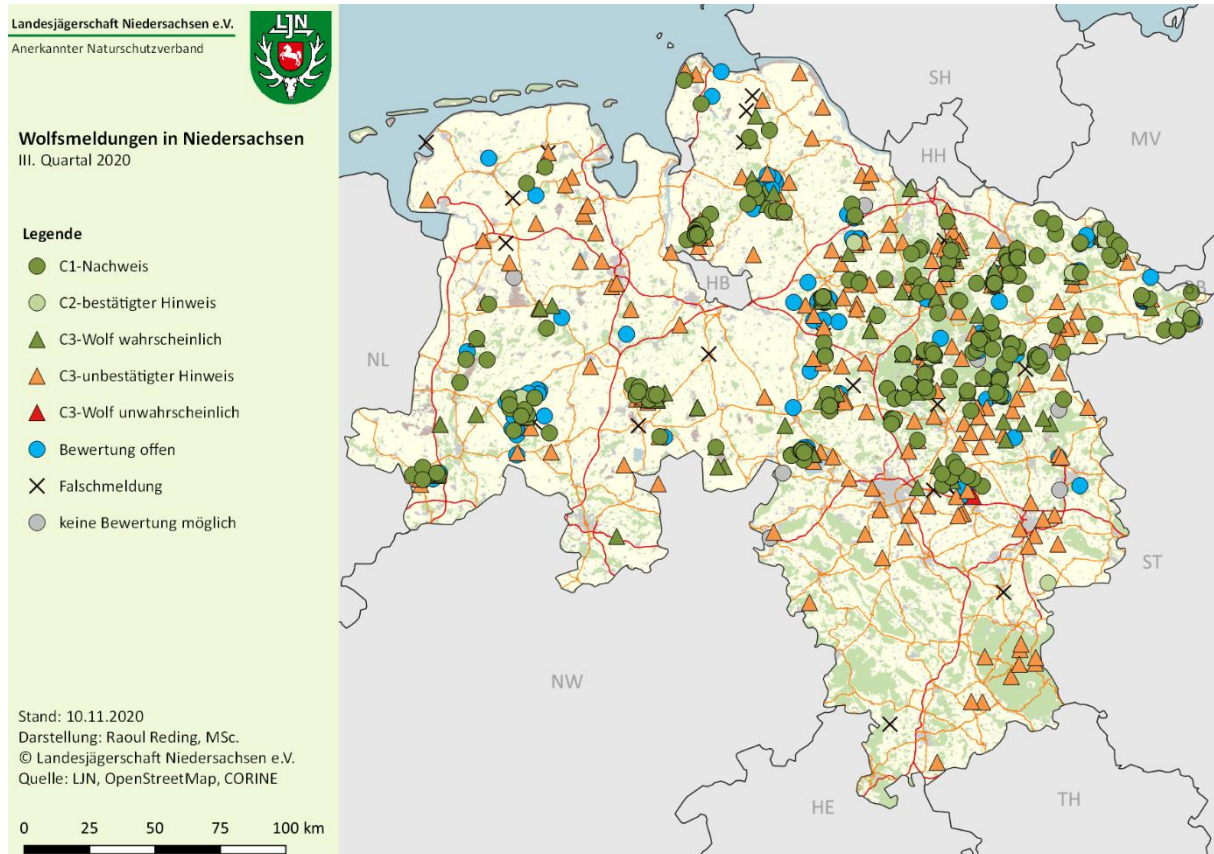 Landesjägerschaft Niedersachsen e.V.
Anerkannter Naturschutzverband
LJN
Wolfsmeldungen in Niedersachsen
III. Quartal 2020
Legende
C1-Nachweis
C2-bestätigter Hinweis
C3-Wolf wahrscheinlich
C3-unbestätigter Hinweis
C3-Wolf unwahrscheinlich
Bewertung offen
Falschmeldung
keine Bewertung möglich
Stand: 10.11.2020
Darstellung: Raoul Reding, MSc.
© Landesjägerschaft Niedersachsen e.V.
Quelle: LJN, OpenStreetMap, CORINE
0 25 50 75 100 km
SH
MV
HH
HB
BB
NL
ST
NW
HE
TH